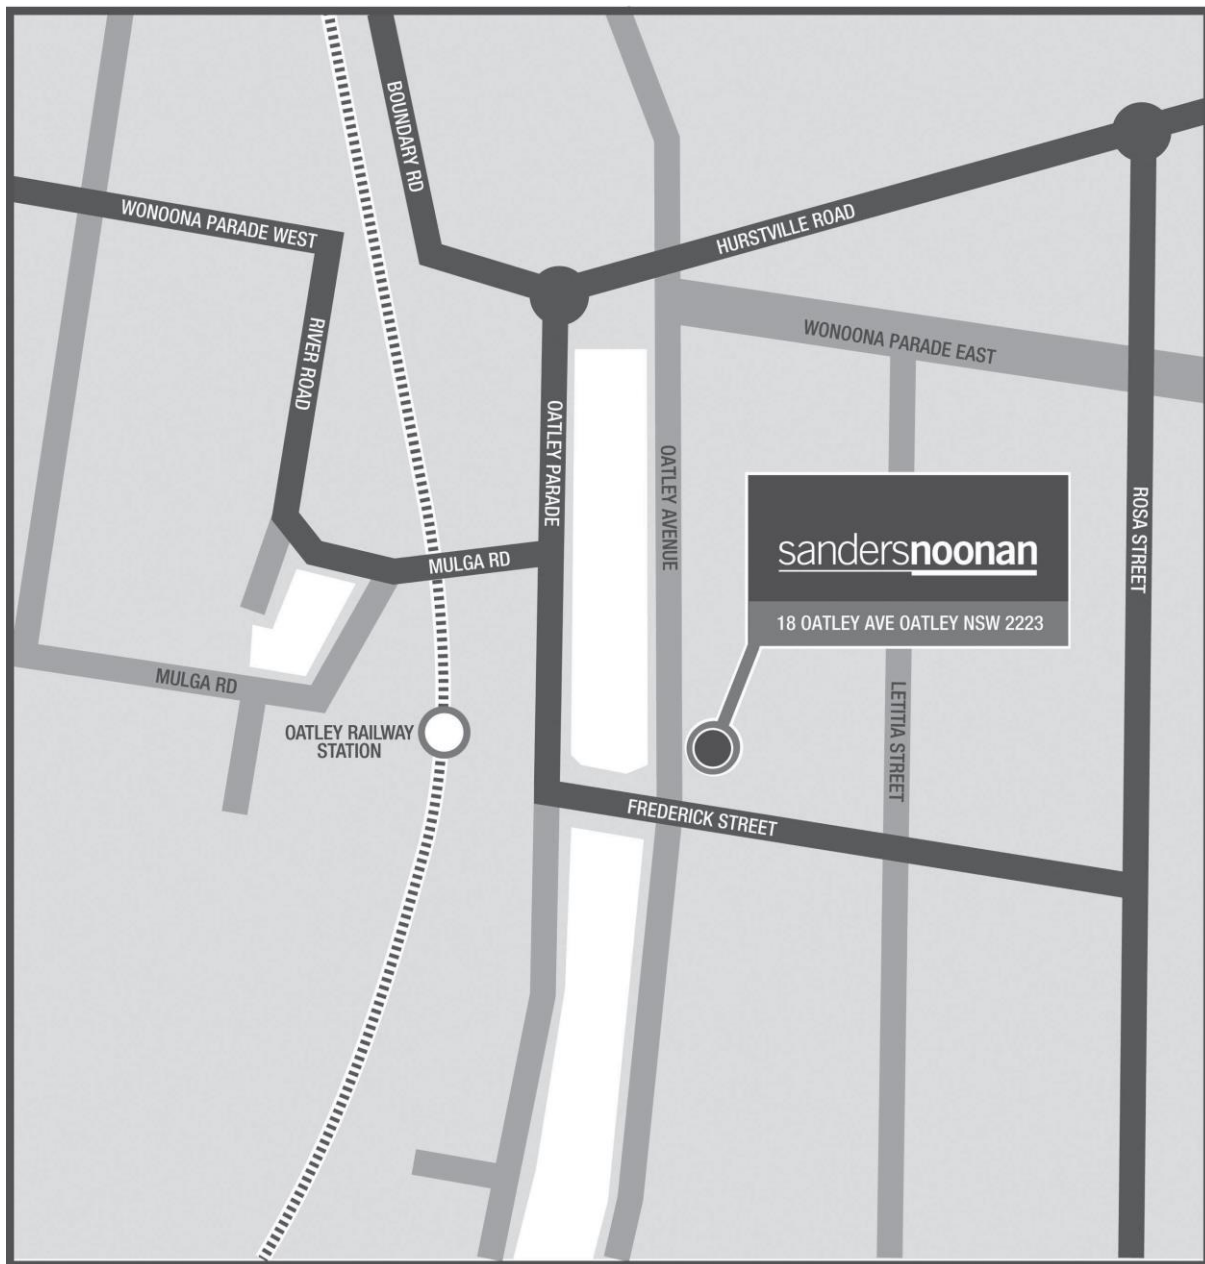 BOUNDARY RD
WONOONA PARADE WEST
HURSTVILLE ROAD
WONOONA PARADE EAST
RIVER ROAD
OATLEY PARADE
OATLEY AVENUE
ROSA STREET
sandersnoonan
18 OATLEY AVE OATLEY NSW 2223
MULGA RD
MULGA RD
LETITIA STREET
OATLEY RAILWAY
STATION
FREDERICK STREET